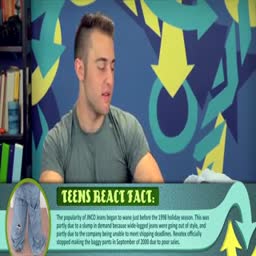 TEENS REACT FACT:
The popularity of JNCO Jeans began to wane just before the 1998 holiday season. This was
partly due to a slump in demand because wide-legged jeans were going out of style, and
partly due to the company being unable to meet shipping deadlines. Revatex officially
stopped making the baggy pants in September of 2000 due to poor sales.